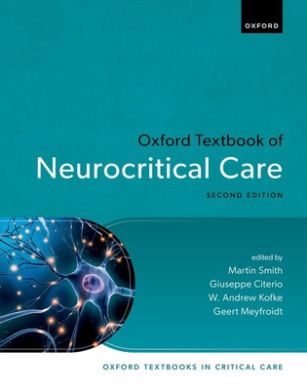 OXFORD
Oxford Textbook of
Neurocritical Care
SECOND EDITION
edited by
Martin Smith
Giuseppe Citerio
W. Andrew Kofke
Geert Meyfroidt
OXFORD TEXTBOOKS IN CRITICAL CARE